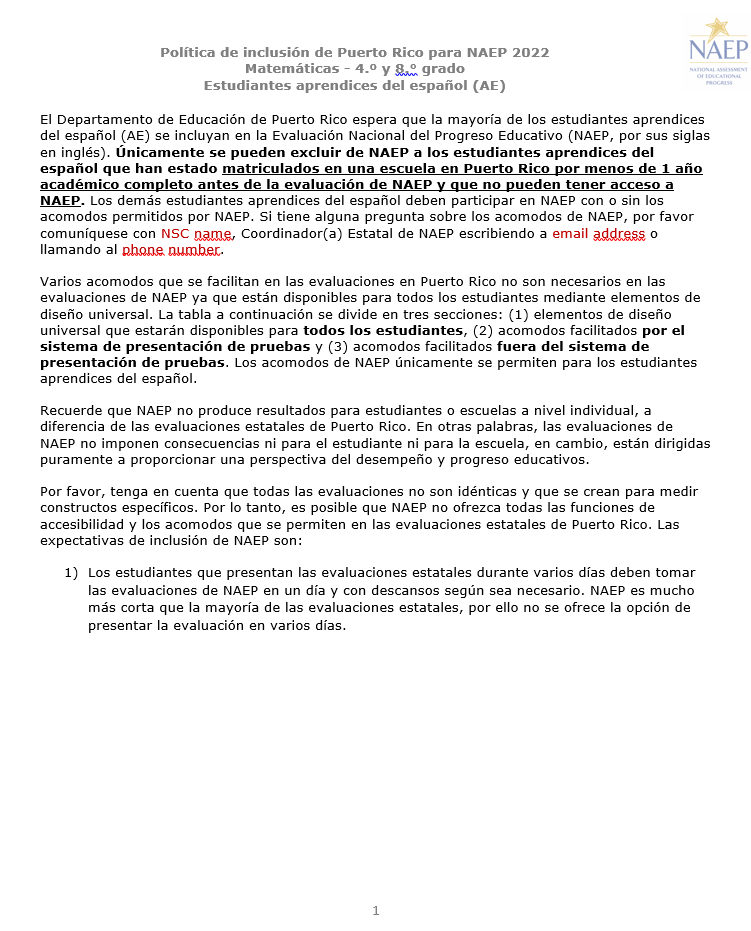 Política de inclusión de Puerto Rico para NAEP 2022
Matemáticas - 4.º y 8.º grado
Estudiantes aprendices del español (AE)
NAEP
NATIONAL ASSESSMENT
OF EDUCATIONAL
PROGRESS
El Departamento de Educación de Puerto Rico espera que la mayoría de los estudiantes aprendices
del español (AE) se incluyan en la Evaluación Nacional del Progreso Educativo (NAEP, por sus siglas
en inglés). Únicamente se pueden excluir de NAEP a los estudiantes aprendices del
español que han estado matriculados en una escuela en Puerto Rico por menos de 1 año
académico completo antes de la evaluación de NAEP y que no pueden tener acceso a
NAEP. Los demás estudiantes aprendices del español deben participar en NAEP con o sin los
acomodos permitidos por NAEP. Si tiene alguna pregunta sobre los acomodos de NAEP, por favor
comuníquese con NSC name, Coordinador(a) Estatal de NAEP escribiendo a email address o
llamando al phone number.
Varios acomodos que se facilitan en las evaluaciones en Puerto Rico no son necesarios en las
evaluaciones de NAEP ya que están disponibles para todos los estudiantes mediante elementos de
diseño universal. La tabla a continuación se divide en tres secciones: (1) elementos de diseño
universal que estarán disponibles para todos los estudiantes, (2) acomodos facilitados por el
sistema de presentación de pruebas y (3) acomodos facilitados fuera del sistema de
presentación de pruebas. Los acomodos de NAEP únicamente se permiten para los estudiantes
aprendices del español.
Recuerde que NAEP no produce resultados para estudiantes o escuelas a nivel individual, a
diferencia de las evaluaciones estatales de Puerto Rico. En otras palabras, las evaluaciones de
NAEP no imponen consecuencias ni para el estudiante ni para la escuela, en cambio, están dirigidas
puramente a proporcionar una perspectiva del desempeño y progreso educativos.
Por favor, tenga en cuenta que todas las evaluaciones no son idénticas y que se crean para medir
constructos específicos. Por lo tanto, es posible que NAEP no ofrezca todas las funciones de
accesibilidad y los acomodos que se permiten en las evaluaciones estatales de Puerto Rico. Las
expectativas de inclusión de NAEP son:
1) Los estudiantes que presentan las evaluaciones estatales durante varios días deben tomar
las evaluaciones de NAEP en un día y con descansos según sea necesario. NAEP es mucho
más corta que la mayoría de las evaluaciones estatales, por ello no se ofrece la opción de
presentar la evaluación en varios días.
1